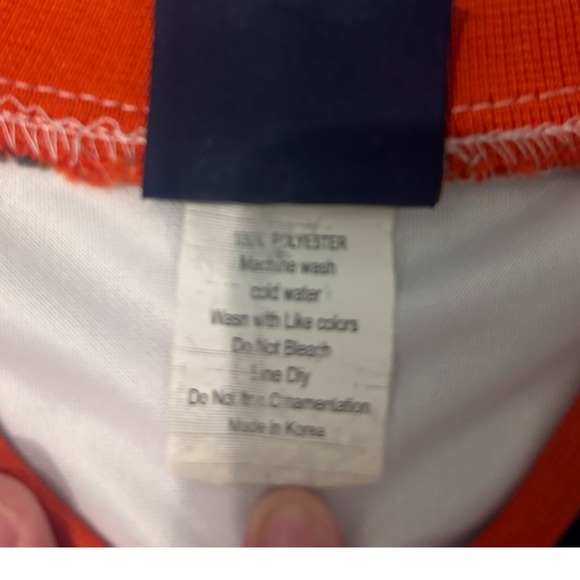 100% POLYESTER
Machine wash
cold water
Wash with Like colors
Do Not Bleach
Line Dry
Do Not Ornamentation
Made in Korea